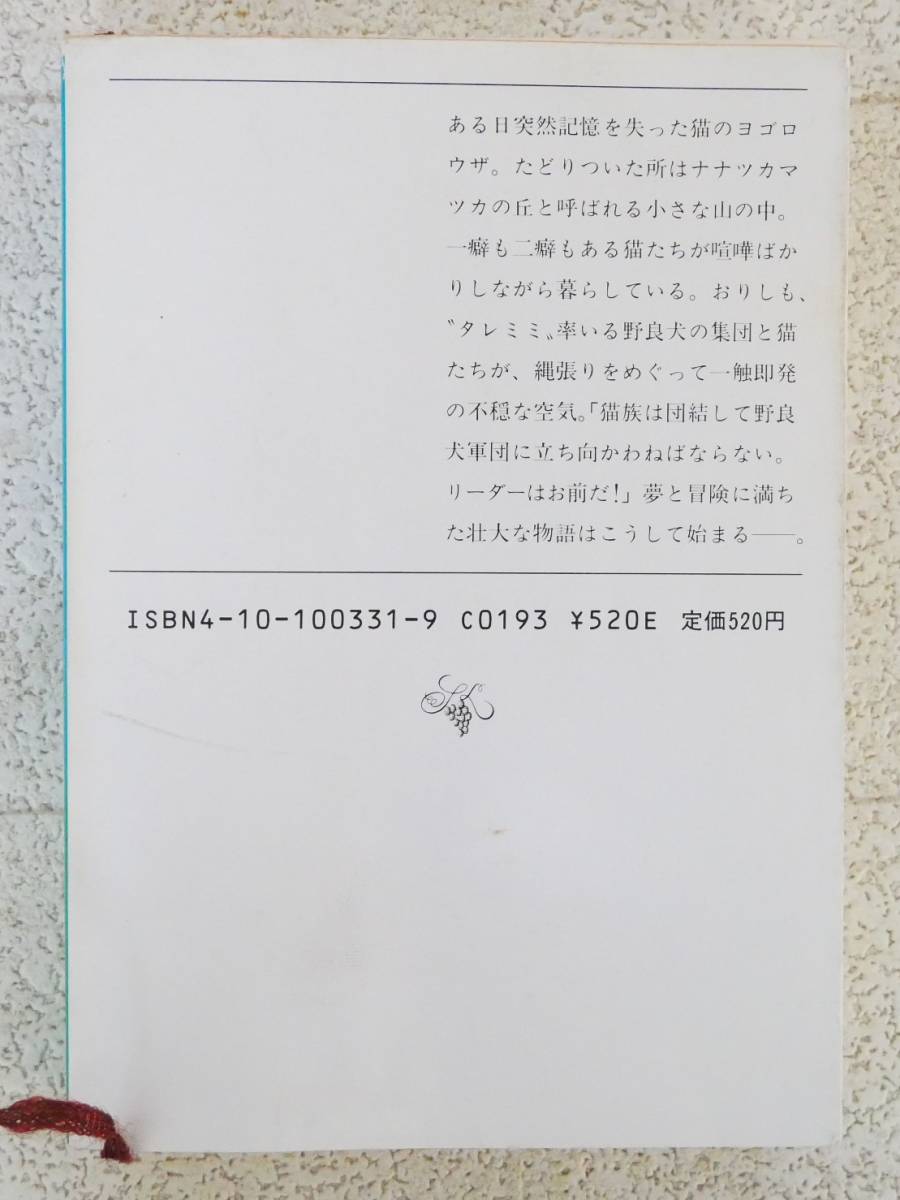 ある日突然記憶を失った猫のヨゴロ
ウザ。たどりついた所はナナツカマ
ツカの丘と呼ばれる小さな山の中。
一癖も二癖もある猫たちが喧嘩ばか
りしながら暮らしている。おりしも、
〝タレミミ〟率いる野良犬の集団と猫
たちが、縄張りをめぐって一触即発
の不穏な空気。「猫族は団結して野良
犬軍団に立ち向かわねばならない。
リーダーはお前だ!」夢と冒険に満ち
た壮大な物語はこうして始まる――。
ISBN4-10-100331-9 C0193 ¥520E 定価520円
SK